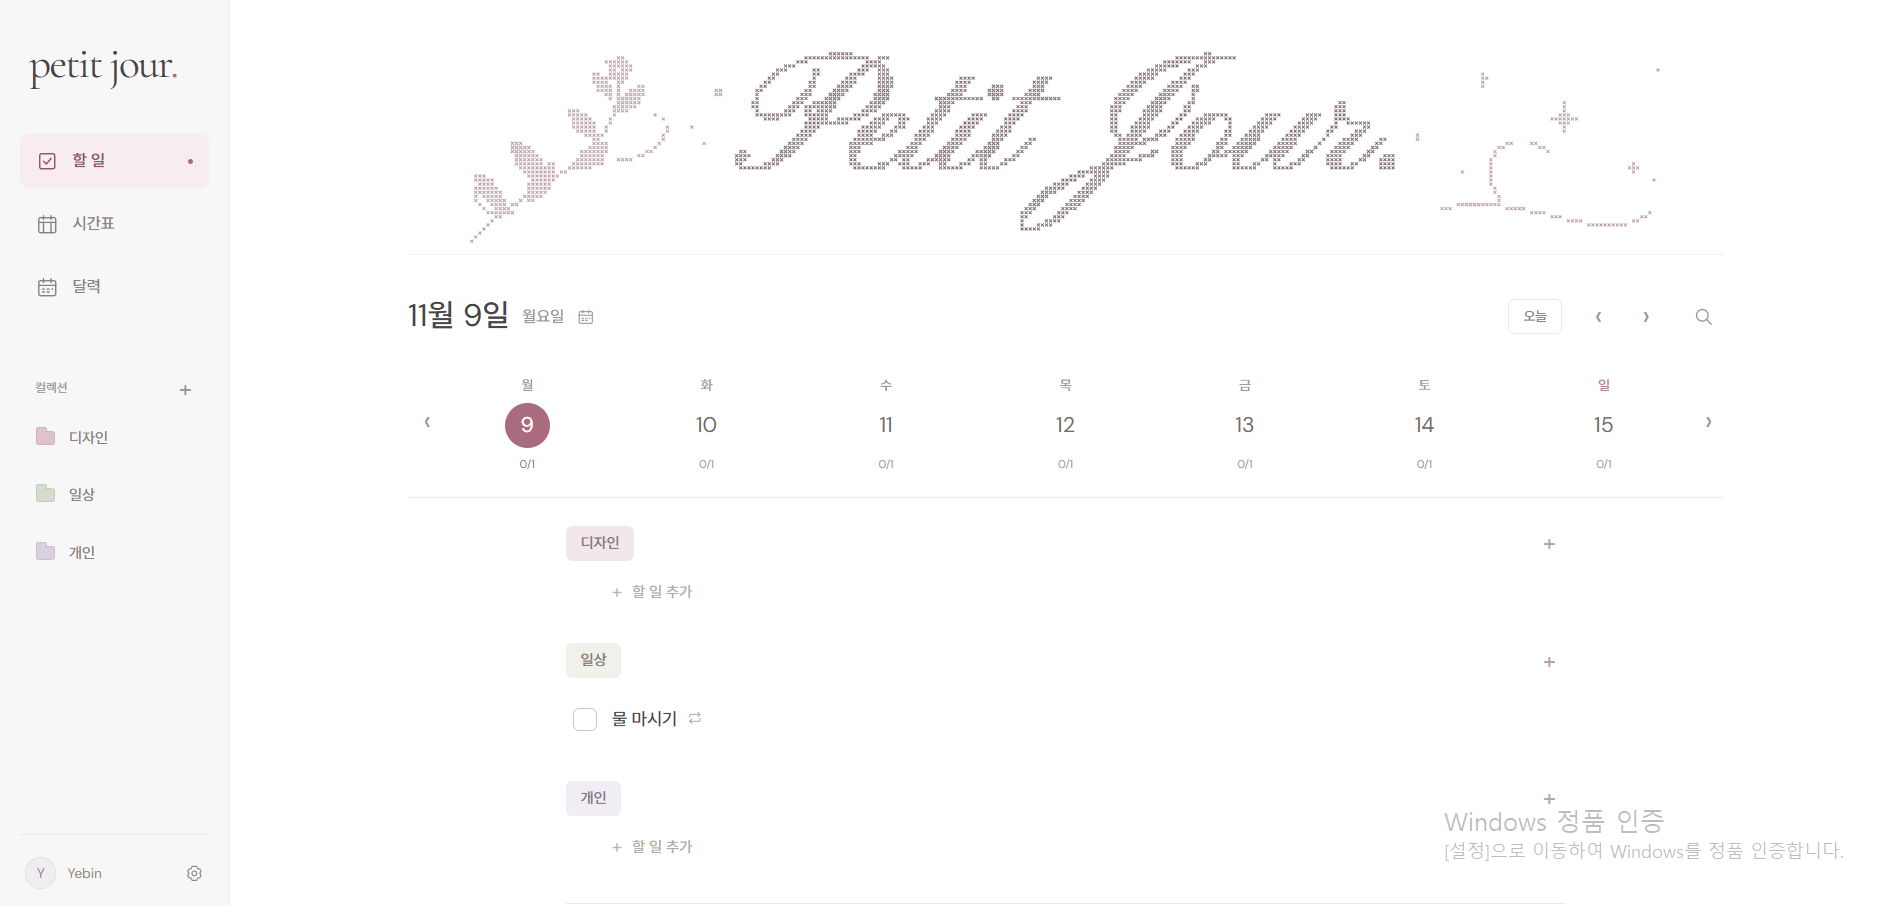 petit jour.
할 일
시간표
달력
컬렉션
+
디자인
일상
개인
Y Yebin
Petit Jour.
11월 9일 월요일
오늘 ‹ ›
월 화 수 목 금 토 일
‹ 9 10 11 12 13 14 15 ›
0/1 0/1 0/1 0/1 0/1 0/1 0/1
디자인 +
+ 할 일 추가
일상 +
물 마시기
개인 +
+ 할 일 추가
Windows 정품 인증
[설정]으로 이동하여 Windows를 정품 인증합니다.